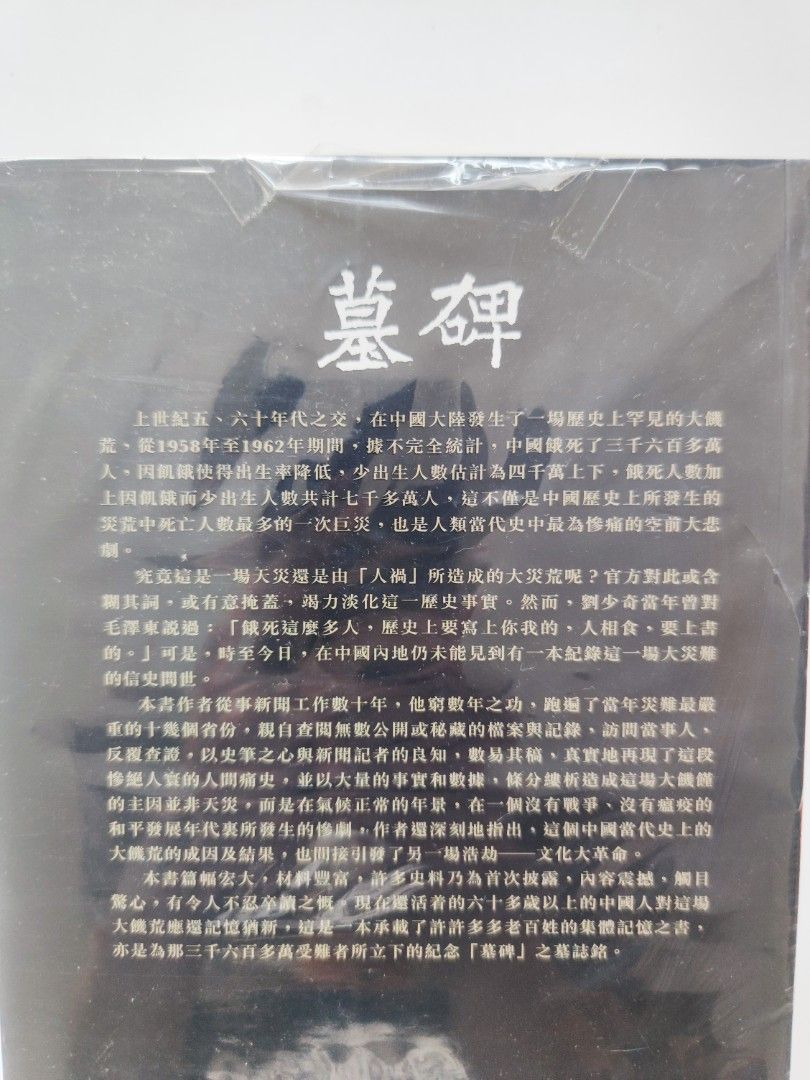 墓碑
上世紀五、六十年代之交，在中國大陸發生了一場歷史上罕見的大饑
荒、從1958年至1962年期間，據不完全統計，中國餓死了三千六百多萬
人，因飢餓使得出生率降低，少出生人數估計為四千萬上下，餓死人數加
上因飢餓而少出生人數共計七千多萬人，這不僅是中國歷史上所發生的
災荒中死亡人數最多的一次巨災，也是人類當代史中最為慘痛的空前大悲
劇。
究竟這是一場天災還是由「人禍」所造成的大災荒呢？官方對此或含
糊其詞，或有意掩蓋，竭力淡化這一歷史事實。然而，劉少奇當年曾對
毛澤東說過：「餓死這麼多人，歷史上要寫上你我的，人相食，要上書
的。」可是，時至今日，在中國內地仍未能見到有一本紀錄這一場大災難
的信史問世。
本書作者從事新聞工作數十年，他窮數年之功，跑遍了當年災難最嚴
重的十幾個省份，親自查閱無數公開或秘藏的檔案與記錄、訪問當事人，
反覆查證，以史筆之心與新聞記者的良知，數易其稿，真實地再現了這段
慘絕人寰的人間痛史，並以大量的事實和數據，條分縷析造成這場大饑饉
的主因並非天災，而是在氣候正常的年景，在一個沒有戰爭、沒有瘟疫的
和平發展年代裏所發生的慘劇。作者還深刻地指出，這個中國當代史上的
大饑荒的成因及結果，也間接引發了另一場浩劫——文化大革命。
本書篇幅宏大，材料豐富，許多史料乃為首次披露，內容震撼，觸目
驚心，有令人不忍卒讀之慨。現在還活着的六十多歲以上的中國人對這場
大饑荒應還記憶猶新，這是一本承載了許許多多老百姓的集體記憶之書，
亦是為那三千六百多萬受難者所立下的紀念「墓碑」之墓誌銘。